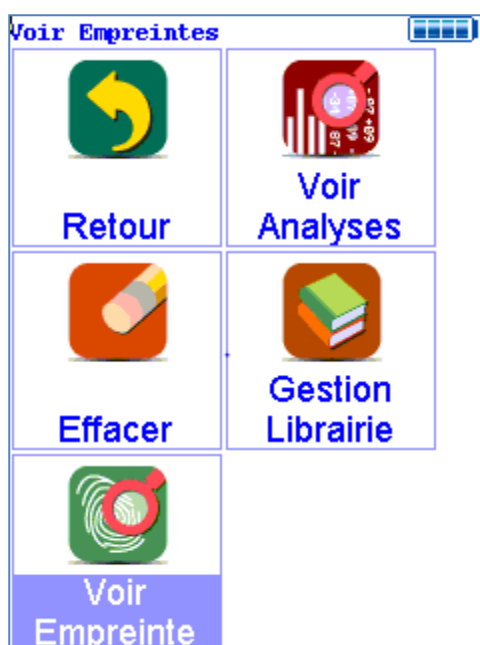 Voir Empreintes
Retour
Voir
Analyses
Effacer
Gestion
Librairie
Voir
Empreinte